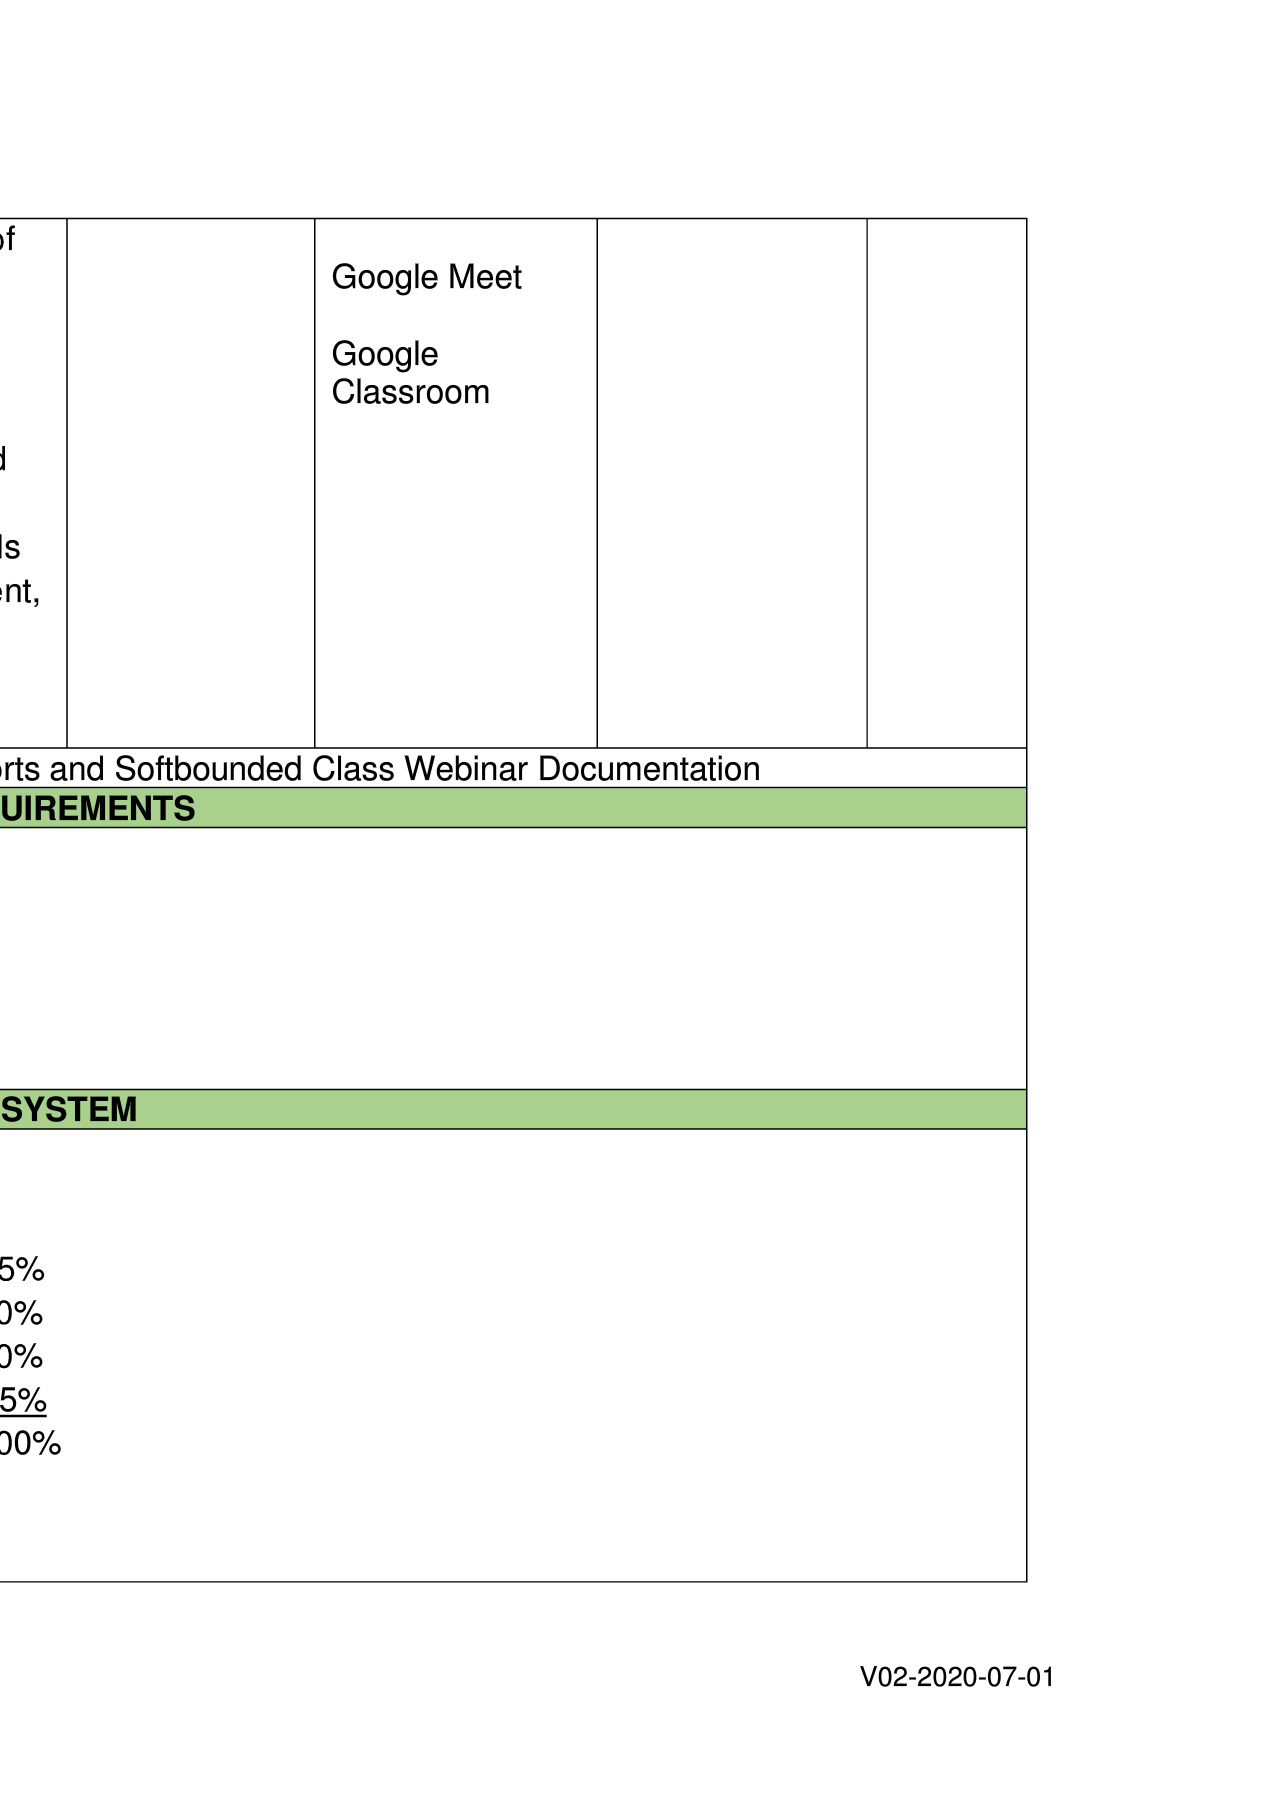 of
Google Meet
Google
Classroom
d
ls
ent,
orts and Softbounded Class Webinar Documentation
UIREMENTS
SYSTEM
5%
0%
0%
5%
00%
V02-2020-07-01